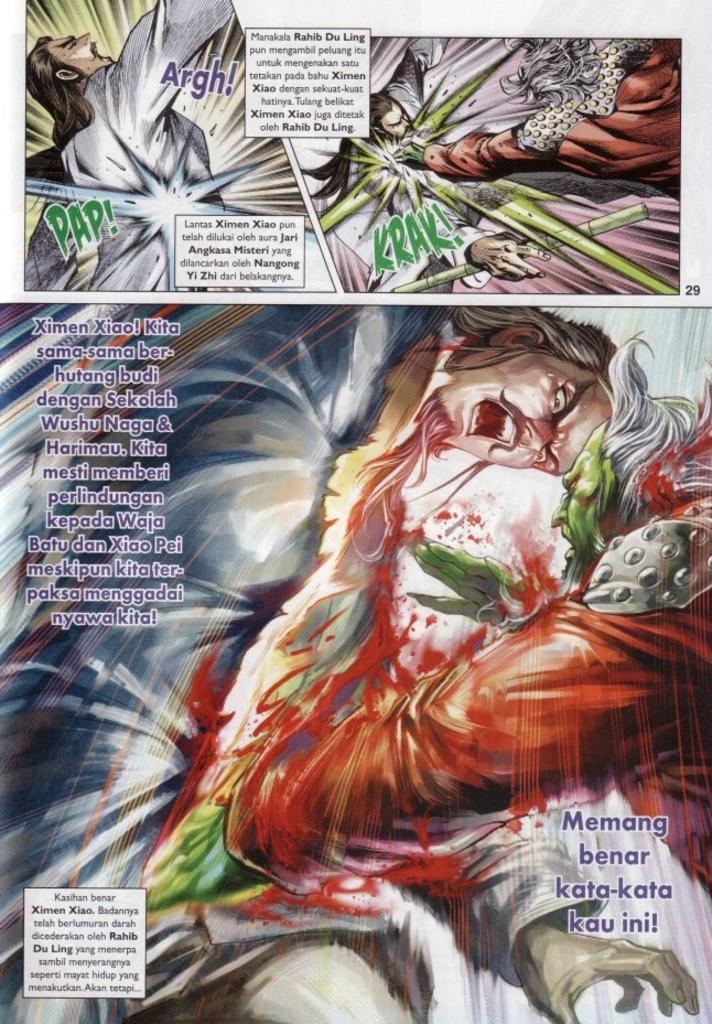 Argh!
Manakala Rahib Du Ling
pun mengambil peluang itu
untuk mengenakan satu
tetakan pada bahu Ximen
Xiao dengan sekuat-kuat
hatinya. Tulang belikat
Ximen Xiao juga ditetak
oleh Rahib Du Ling.
PAP!
Lantas Ximen Xiao pun
telah dilukai oleh aura Jari
Angkasa Misteri yang
dilancarkan oleh Nangong
Yi Zhi dari belakangnya.
KRAK!
29
Ximen Xiao! Kita
sama-sama ber-
hutang budi
dengan Sekolah
Wushu Naga &
Harimau. Kita
mesti memberi
perlindungan
kepada Waja
Batu dan Xiao Pei
meskipun kita ter-
paksa menggadai
nyawa kita!
Memang
benar
kata-kata
kau ini!
Kasihan benar
Ximen Xiao. Badannya
telah berlumuran darah
dicederakan oleh Rahib
Du Ling yang menerpa
sambil menyerangnya
seperti mayat hidup yang
menakutkan. Akan tetapi...